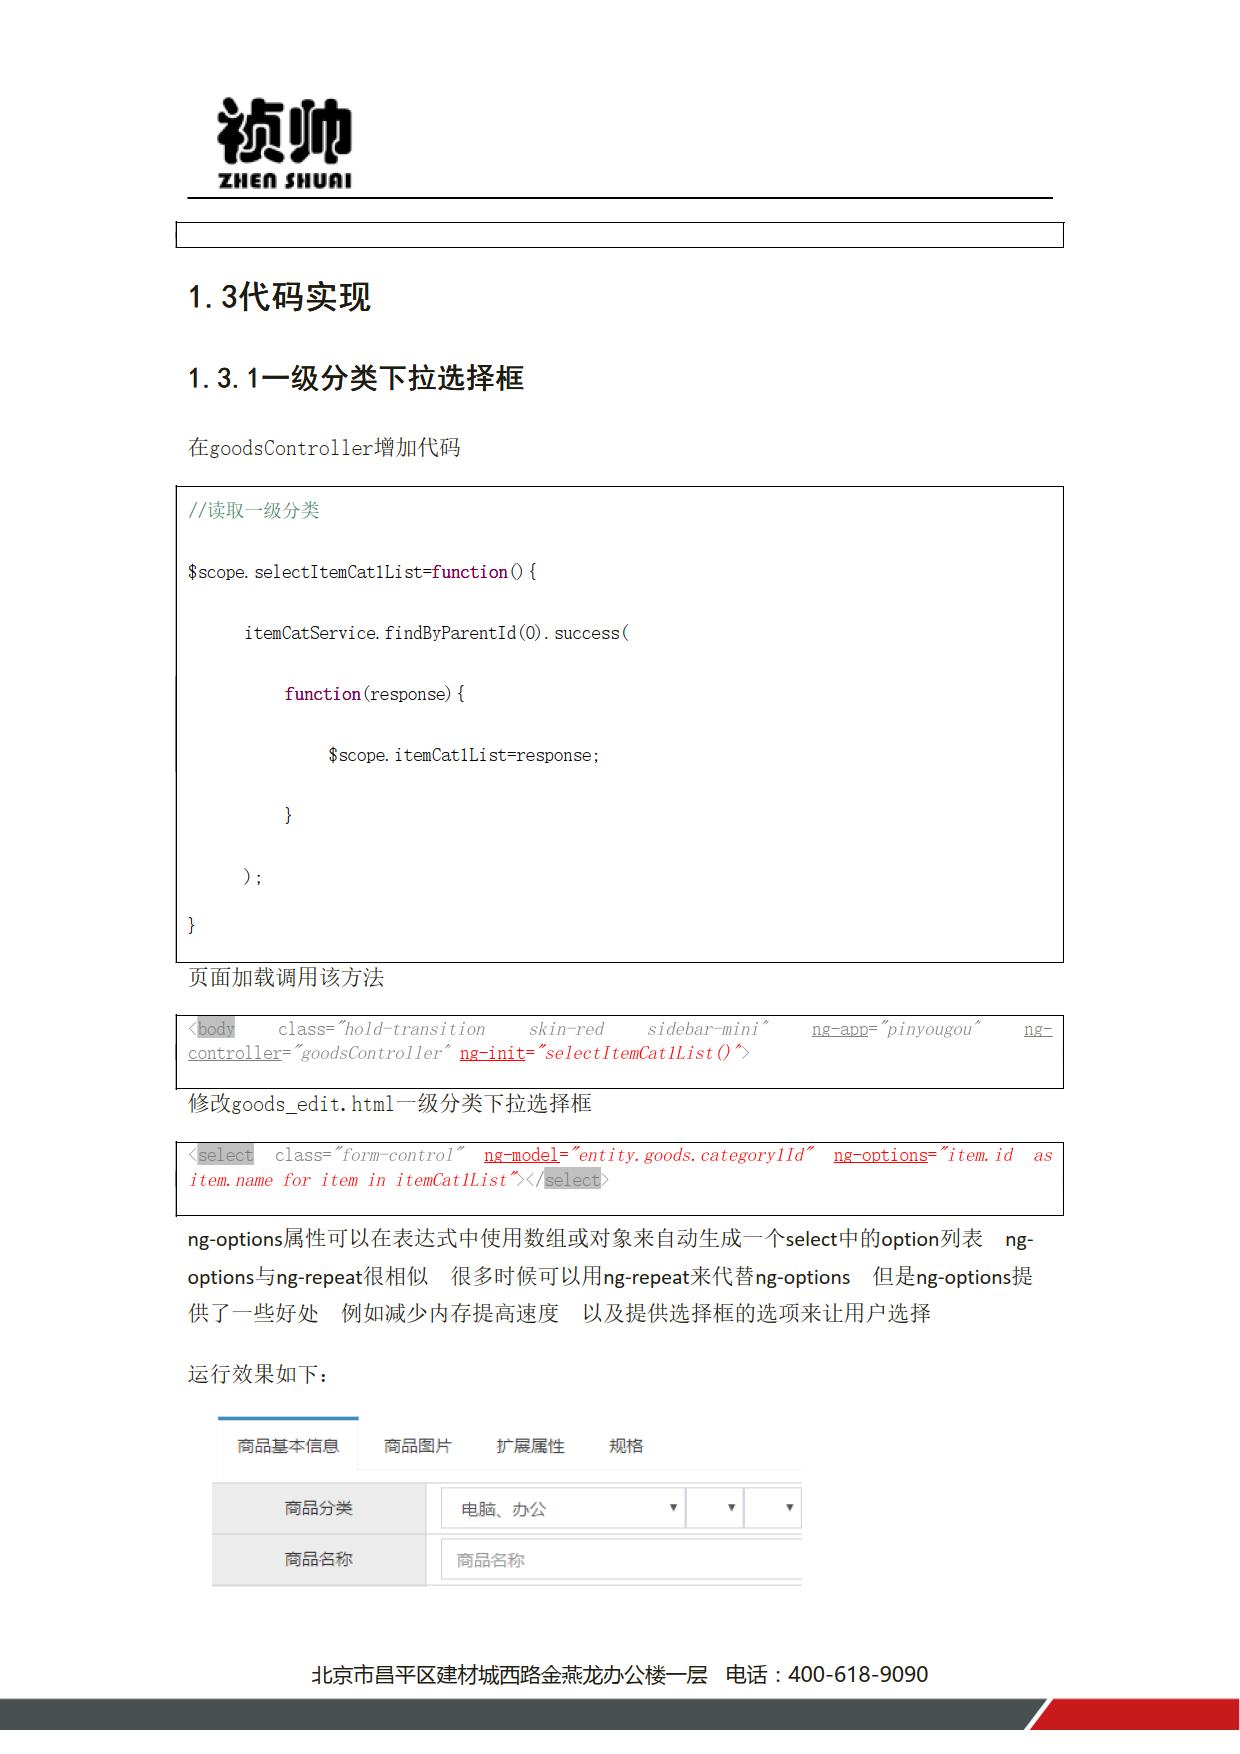 祯帅
ZHEN SHUAI
1.3代码实现
1.3.1一级分类下拉选择框
在goodsController增加代码
//读取一级分类
$scope.selectItemCat1List=function(){
itemCatService.findByParentId(0).success(
function(response){
$scope.itemCat1List=response;
}
);
}
页面加载调用该方法
<body class="hold-transition skin-red sidebar-mini" ng-app="pinyougou" ng-
controller="goodsController" ng-init="selectItemCat1List()">
修改goods_edit.html一级分类下拉选择框
<select class="form-control" ng-model="entity.goods.category1Id" ng-options="item.id as
item.name for item in itemCat1List"></select>
ng-options属性可以在表达式中使用数组或对象来自动生成一个select中的option列表 ng-
options与ng-repeat很相似 很多时候可以用ng-repeat来代替ng-options 但是ng-options提
供了一些好处 例如减少内存提高速度 以及提供选择框的选项来让用户选择
运行效果如下:
商品基本信息 商品图片 扩展属性 规格
商品分类 电脑、办公
商品名称 商品名称
北京市昌平区建材城西路金燕龙办公楼一层 电话:400-618-9090